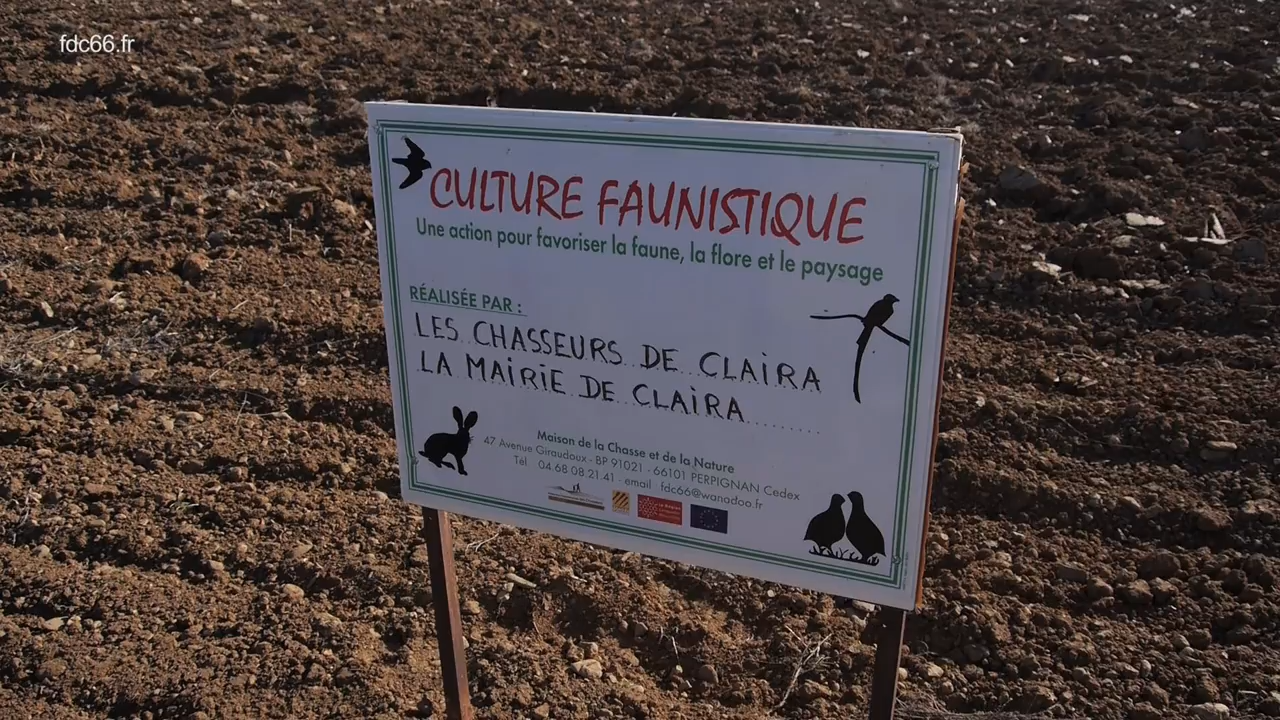 fdc66.fr
CULTURE FAUNISTIQUE
Une action pour favoriser la faune, la flore et le paysage
RÉALISÉE PAR :
LES CHASSEURS DE CLAiRA
LA MAiRiE DE CLAiRA
Maison de la Chasse et de la Nature
47 Avenue Giraudoux - BP 91021 - 66101 PERPIGNAN Cedex
Tél 04.68 08 21.41 - email fdc66@wanadoo.fr